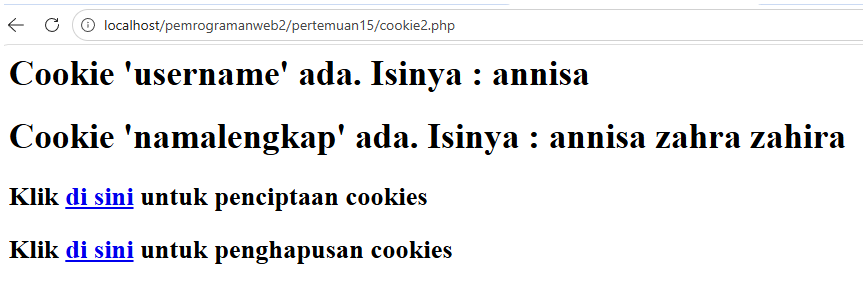 localhost/pemrogramanweb2/pertemuan15/cookie2.php
Cookie 'username' ada. Isinya : annisa
Cookie 'namalengkap' ada. Isinya : annisa zahra zahira
Klik di sini untuk penciptaan cookies
Klik di sini untuk penghapusan cookies